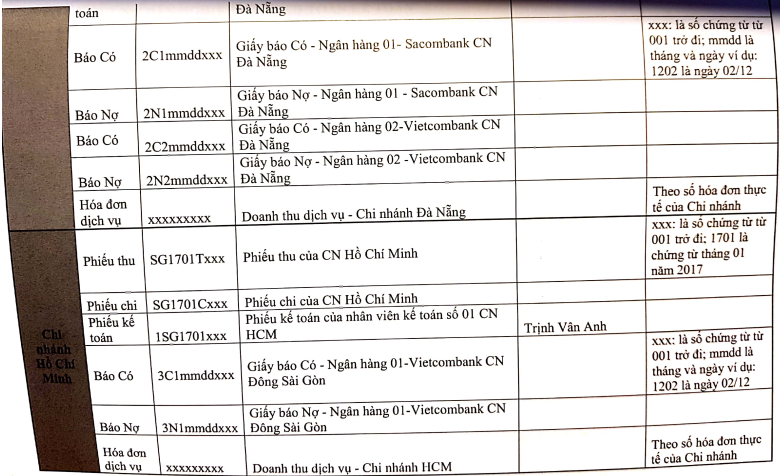 toán
Đà Nẵng
Báo Có
2C1mmddxxx
Giấy báo Có - Ngân hàng 01- Sacombank CN
Đà Nẵng
xxx: là số chứng từ từ
001 trở đi; mmdd là
tháng và ngày ví dụ:
1202 là ngày 02/12
Báo Nợ
2N1mmddxxx
Giấy báo Nợ - Ngân hàng 01 - Sacombank CN
Đà Nẵng
Báo Có
2C2mmddxxx
Giấy báo Có - Ngân hàng 02-Vietcombank CN
Đà Nẵng
Báo Nợ
2N2mmddxxx
Giấy báo Nợ - Ngân hàng 02 -Vietcombank CN
Đà Nẵng
Hóa đơn
dịch vụ
xxxxxxxxx
Doanh thu dịch vụ - Chi nhánh Đà Nẵng
Theo số hóa đơn thực
tế của Chi nhánh
Chi
nhánh
Hồ Chí
Minh
Phiếu thu
SG1701Txxx
Phiếu thu của CN Hồ Chí Minh
xxx: là số chứng từ từ
001 trở đi; 1701 là
chứng từ tháng 01
năm 2017
Phiếu chi
SG1701Cxxx
Phiếu chi của CN Hồ Chí Minh
Phiếu kế
toán
1SG1701xxx
Phiếu kế toán của nhân viên kế toán số 01 CN
HCM
Trịnh Vân Anh
Báo Có
3C1mmddxxx
Giấy báo Có - Ngân hàng 01-Vietcombank CN
Đông Sài Gòn
xxx: là số chứng từ từ
001 trở đi; mmdd là
tháng và ngày ví dụ:
1202 là ngày 02/12
Báo Nợ
3N1mmddxxx
Giấy báo Nợ - Ngân hàng 01-Vietcombank CN
Đông Sài Gòn
Hóa đơn
dịch vụ
xxxxxxxxx
Doanh thu dịch vụ - Chi nhánh HCM
Theo số hóa đơn thực
tế của Chi nhánh